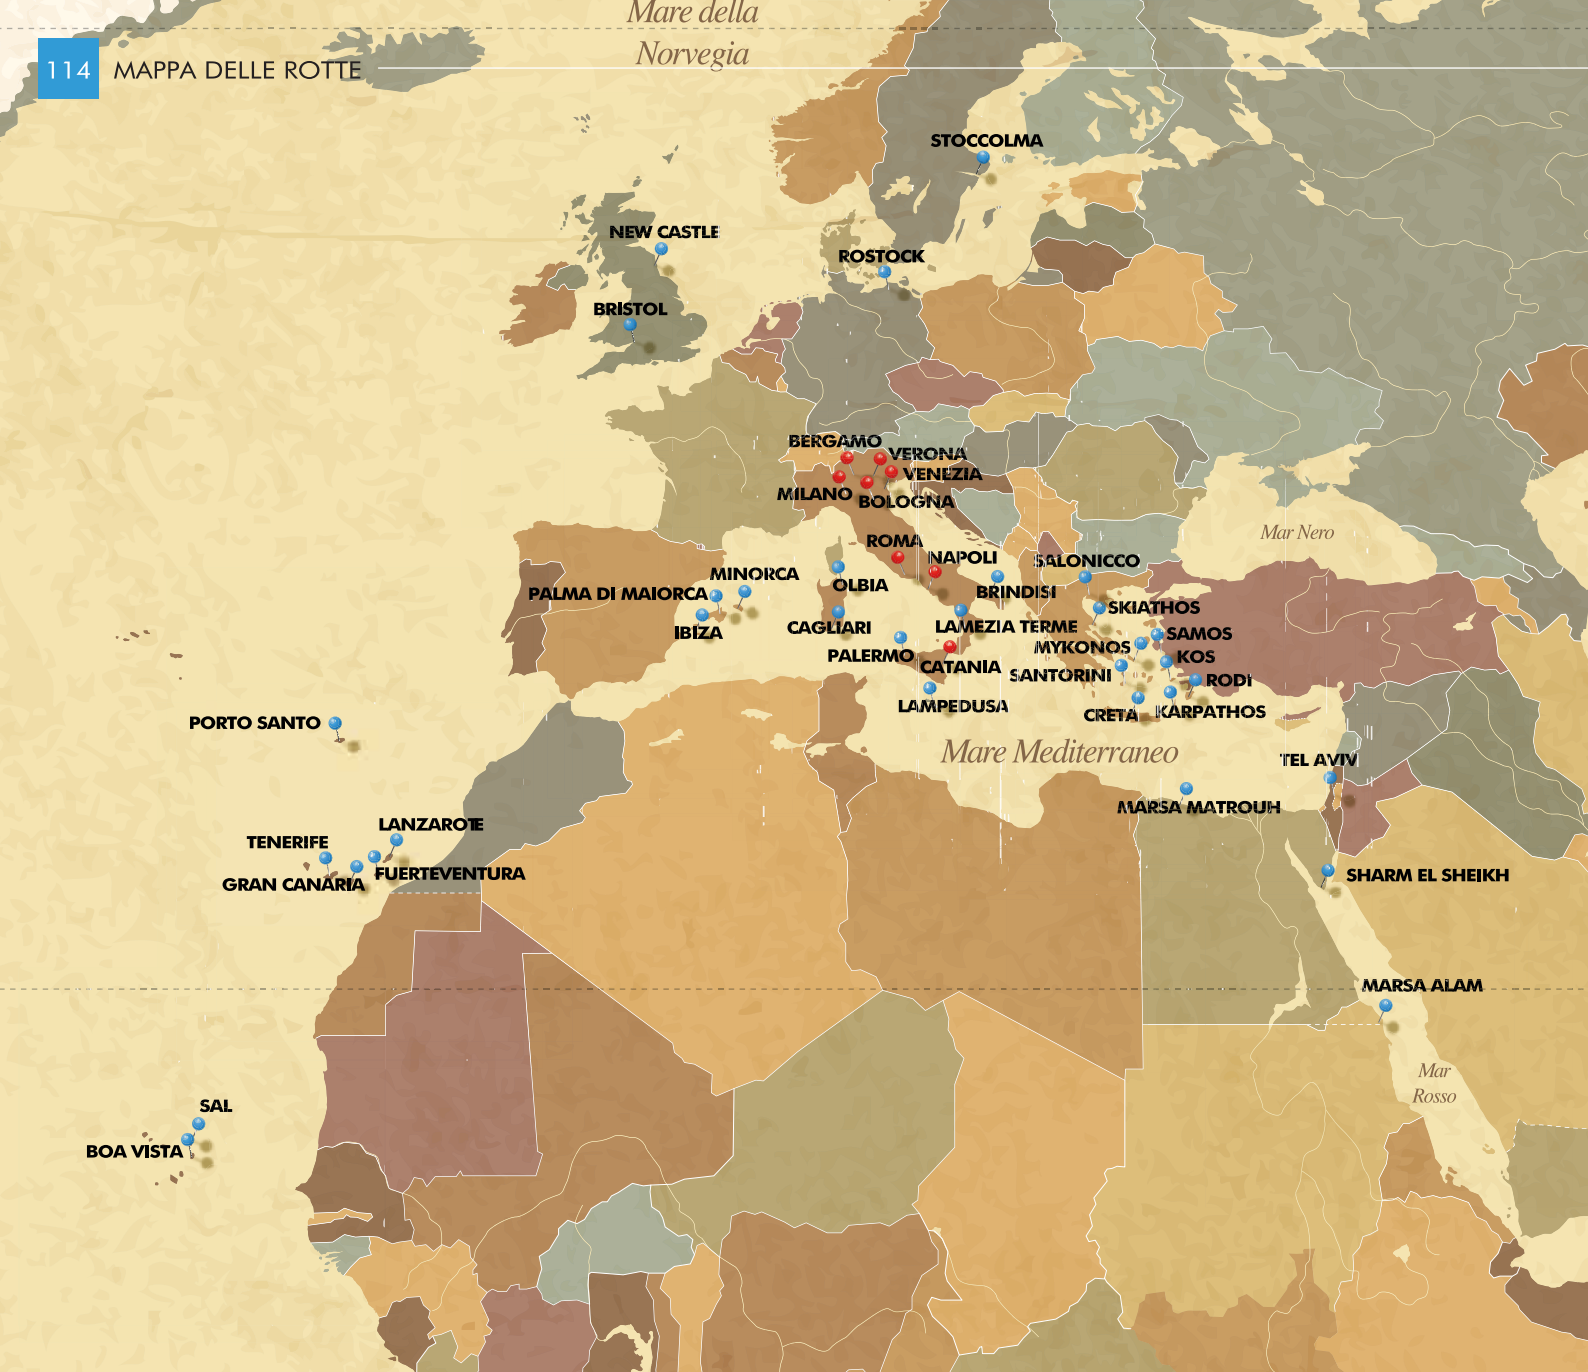 Mare della
Norvegia
114 MAPPA DELLE ROTTE
STOCCOLMA
NEW CASTLE
ROSTOCK
BRISTOL
BERGAMO
VERONA
VENEZIA
MILANO
BOLOGNA
Mar Nero
ROMA
NAPOLI
SALONICCO
MINORCA
OLBIA
PALMA DI MAIORCA
BRINDISI
SKIATHOS
IBIZA
CAGLIARI
LAMEZIA TERME
SAMOS
MYKONOS
PALERMO
KOS
CATANIA
SANTORINI
RODI
LAMPEDUSA
CRETA
KARPATHOS
PORTO SANTO
Mare Mediterraneo
TEL AVIV
MARSA MATROUH
LANZAROTE
TENERIFE
FUERTEVENTURA
GRAN CANARIA
SHARM EL SHEIKH
MARSA ALAM
Mar
Rosso
SAL
BOA VISTA